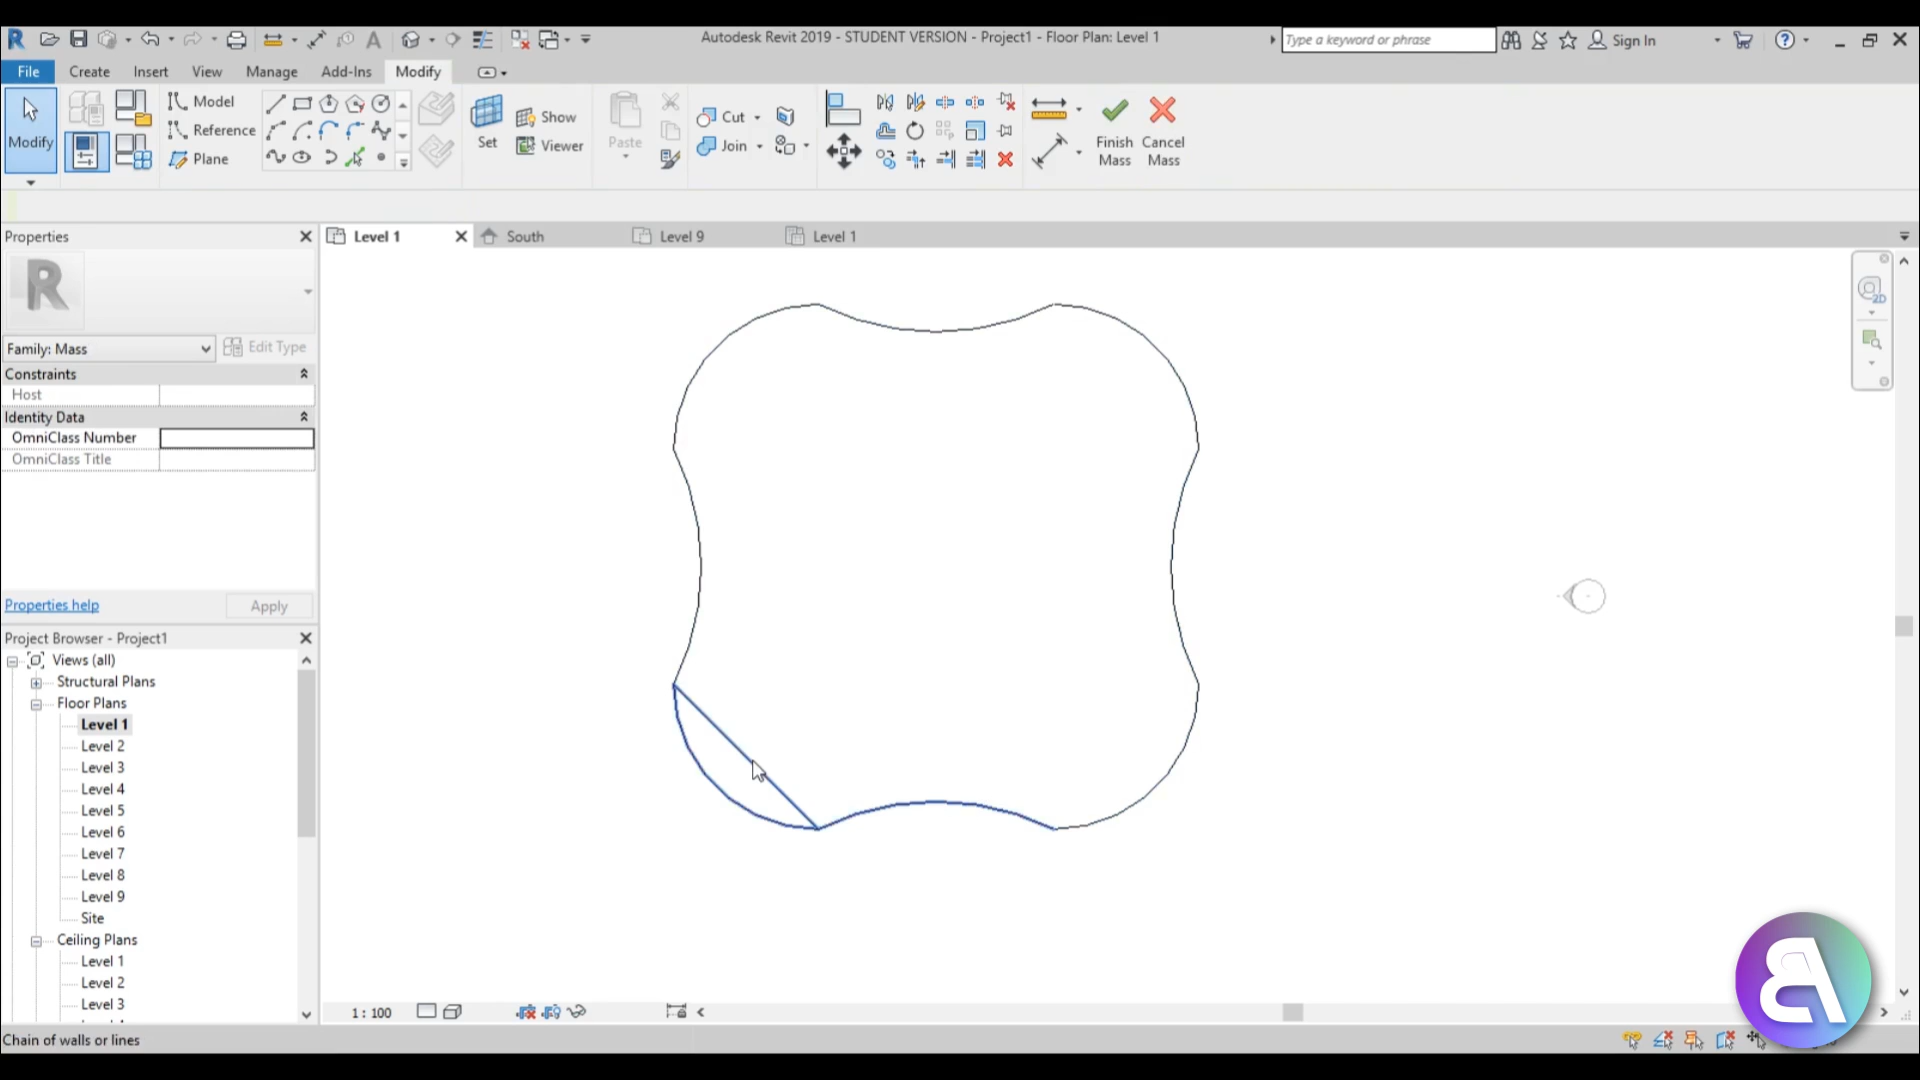 Autodesk Revit 2019 - STUDENT VERSION - Project1 - Floor Plan: Level 1
Type a keyword or phrase
Sign In
File
Create
Insert
View
Manage
Add-Ins
Modify
Modify
Model
Reference
Plane
Set
Show
Viewer
Paste
Cut
Join
Finish Mass
Cancel Mass
Properties
Level 1
South
Level 9
Level 1
R
Family: Mass
Edit Type
Constraints
Host
Identity Data
OmniClass Number
OmniClass Title
Properties help
Apply
2D
Project Browser - Project1
Views (all)
Structural Plans
Floor Plans
Level 1
Level 2
Level 3
Level 4
Level 5
Level 6
Level 7
Level 8
Level 9
Site
Ceiling Plans
Level 1
Level 2
Level 3
1 : 100
Chain of walls or lines